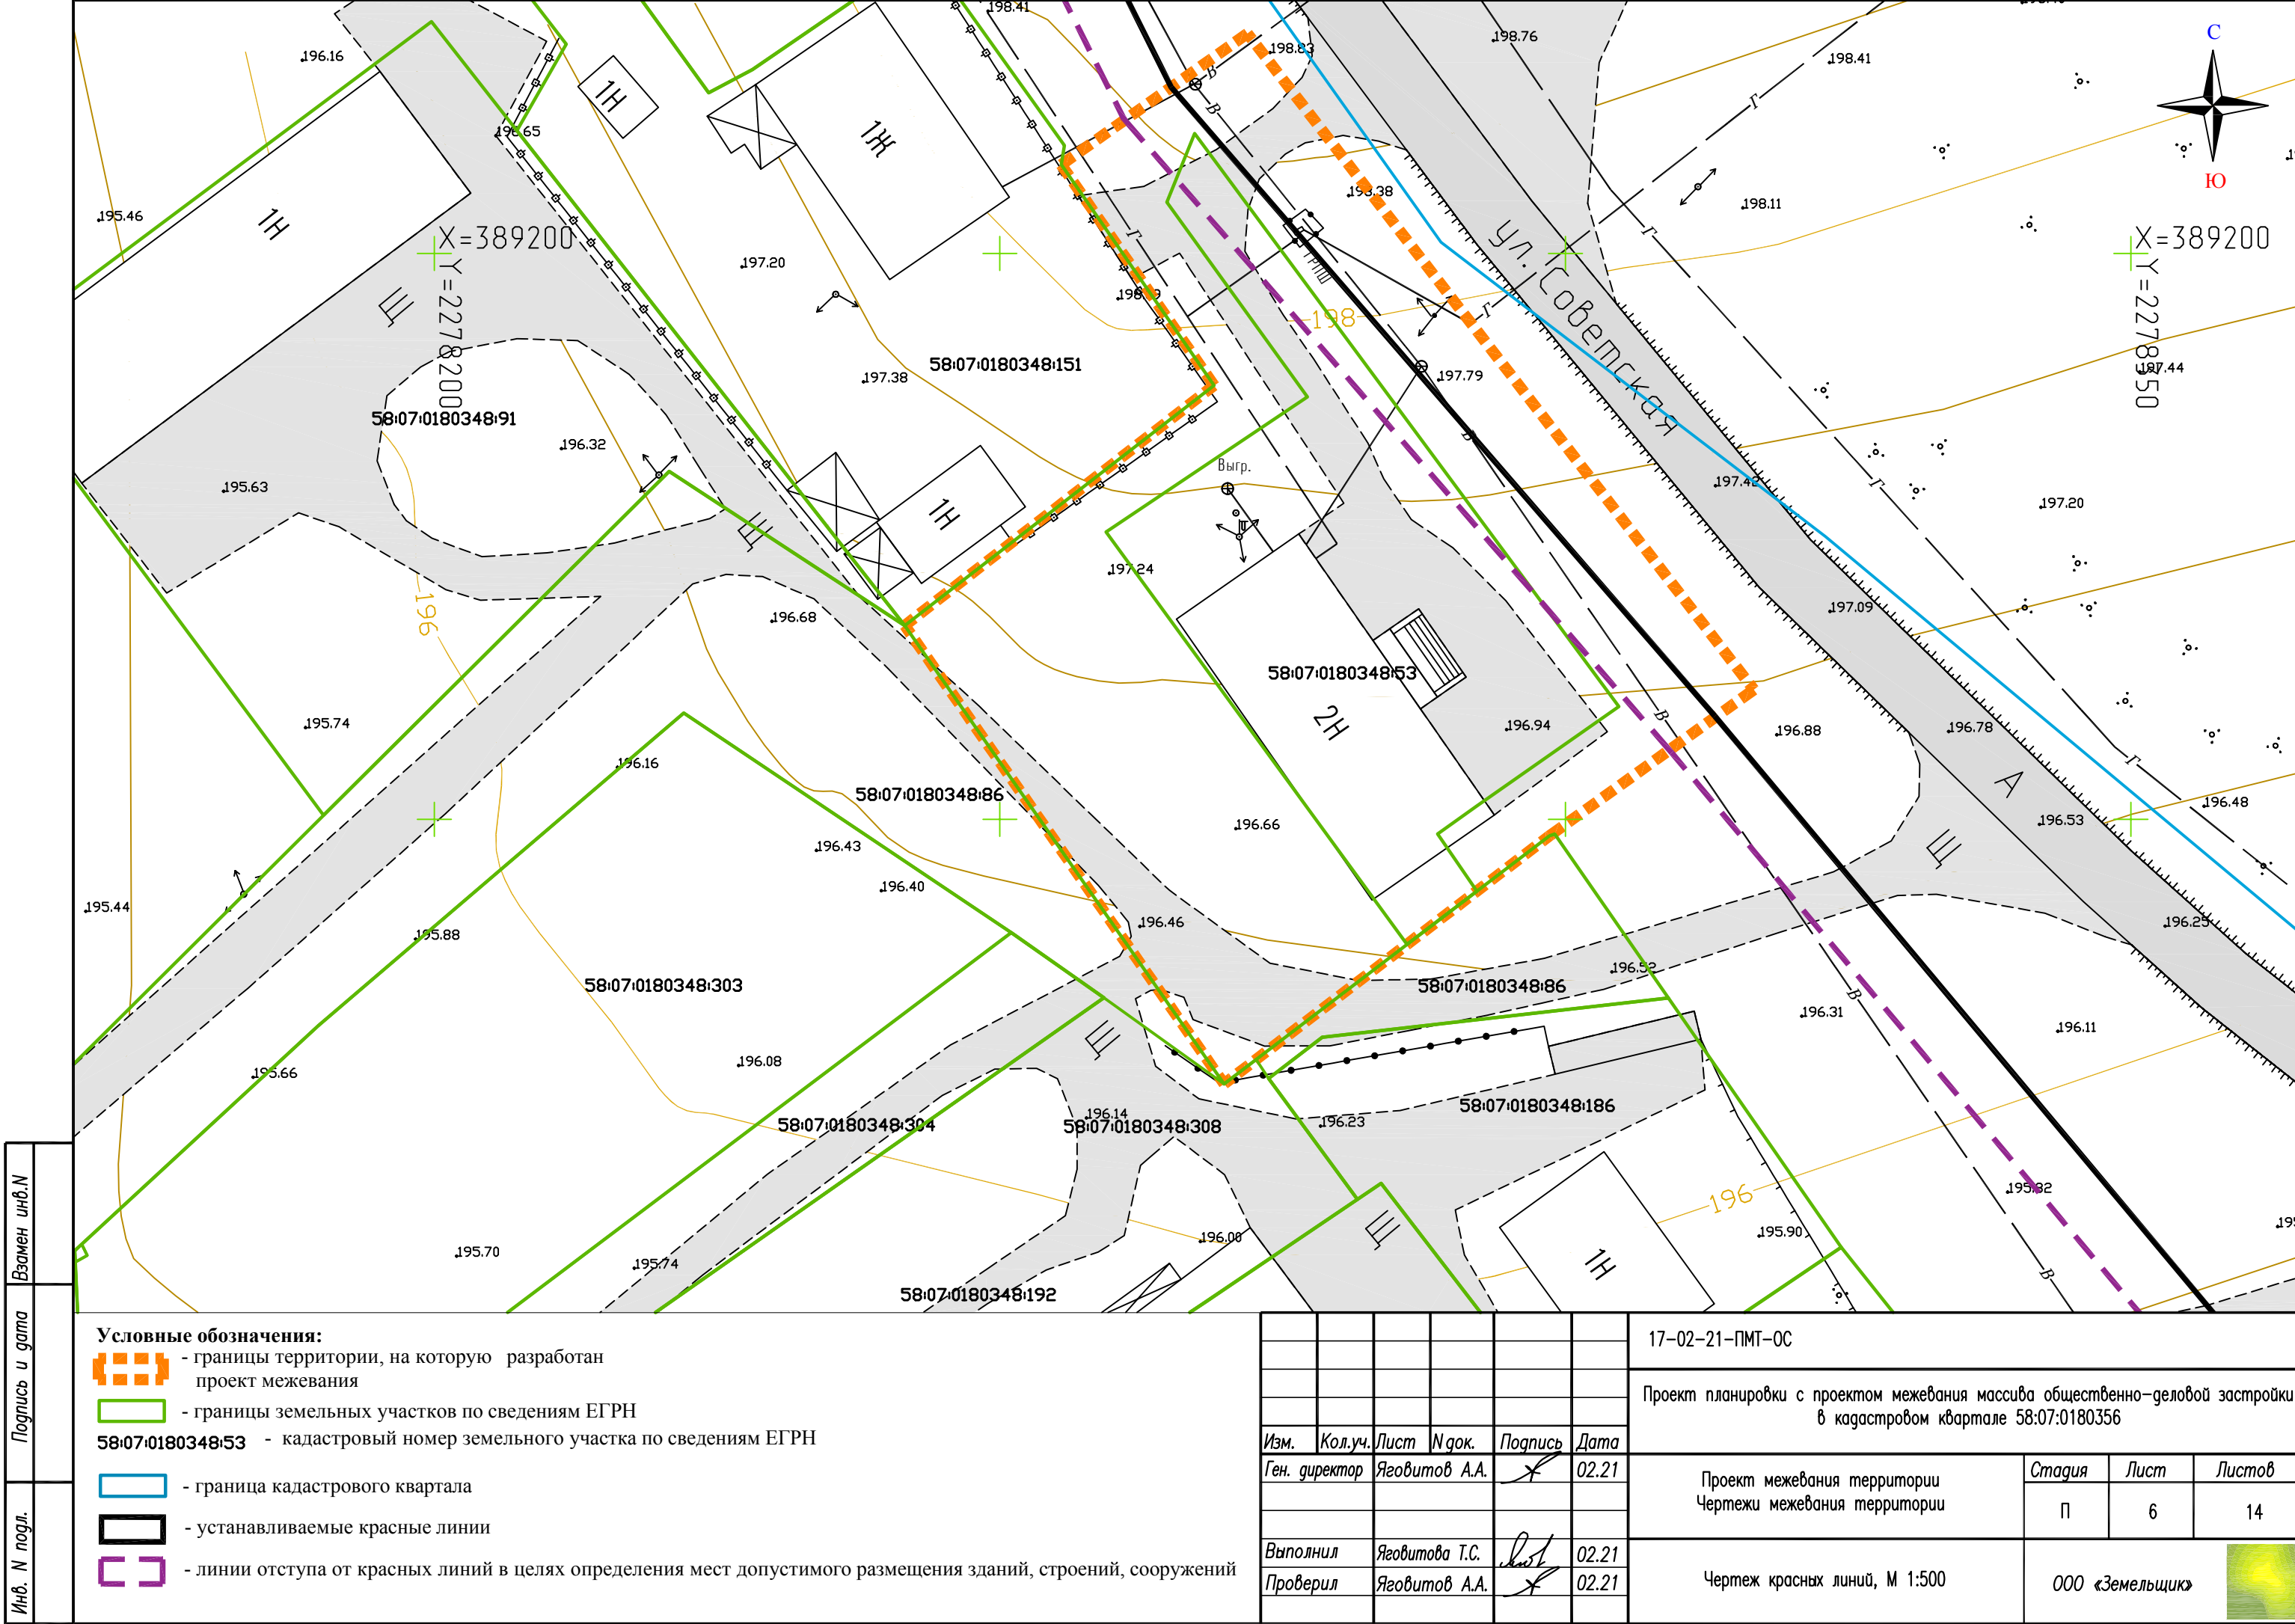 198.41
198.76
198.83
198.41
С
Ю
196.16
1Н
196.65
1Ж
195.46
1Н
198.38
198.11
X=389200
Y=2278200
X=389200
Y=2278350
ул. Советская
197.20
Щ
ГРПШ
198
197.38
58:07:0180348:151
197.79
197.44
58:07:0180348:91
196.32
195.63
Выгр.
197.42
197.20
1Н
Щ
197.24
196
196.68
197.09
58:07:0180348:53
2Н
196.94
196.88
196.78
195.74
196.16
А
58:07:0180348:86
196.66
196.48
196.53
196.43
196.40
Щ
195.44
195.88
196.46
196.25
196.52
58:07:0180348:303
58:07:0180348:86
196.31
196.11
Щ
195.66
196.08
196.14
58:07:0180348:304
58:07:0180348:308
196.23
58:07:0180348:186
196
195.82
195.70
195.74
196.00
Щ
195.90
1Н
58:07:0180348:192
В
Г
Взамен инв.N
Подпись и дата
Инв. N подл.
Условные обозначения:
- границы территории, на которую разработан
проект межевания
- границы земельных участков по сведениям ЕГРН
58:07:0180348:53 - кадастровый номер земельного участка по сведениям ЕГРН
- граница кадастрового квартала
- устанавливаемые красные линии
- линии отступа от красных линий в целях определения мест допустимого размещения зданий, строений, сооружений
17-02-21-ПМТ-ОС
Проект планировки с проектом межевания массива общественно-деловой застройки
в кадастровом квартале 58:07:0180356
Изм. Кол.уч. Лист N док. Подпись Дата
Ген. директор Яговитов А.А. 02.21
Проект межевания территории
Чертежи межевания территории
Стадия Лист Листов
П 6 14
Выполнил Яговитова Т.С. 02.21
Проверил Яговитов А.А. 02.21
Чертеж красных линий, М 1:500
ООО «Земельщик»